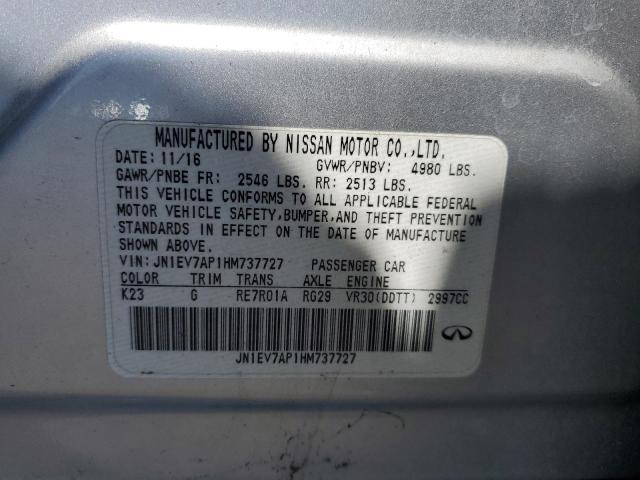 MANUFACTURED BY NISSAN MOTOR CO.,LTD.
DATE: 11/16 GVWR/PNBV: 4980 LBS.
GAWR/PNBE FR: 2546 LBS. RR: 2513 LBS.
THIS VEHICLE CONFORMS TO ALL APPLICABLE FEDERAL
MOTOR VEHICLE SAFETY,BUMPER,AND THEFT PREVENTION
STANDARDS IN EFFECT ON THE DATE OF MANUFACTURE
SHOWN ABOVE.
VIN: JN1EV7AP1HM737727 PASSENGER CAR
COLOR TRIM TRANS AXLE ENGINE
K23 G RE7R01A RG29 VR30(DDTT) 2997CC
JN1EV7AP1HM737727